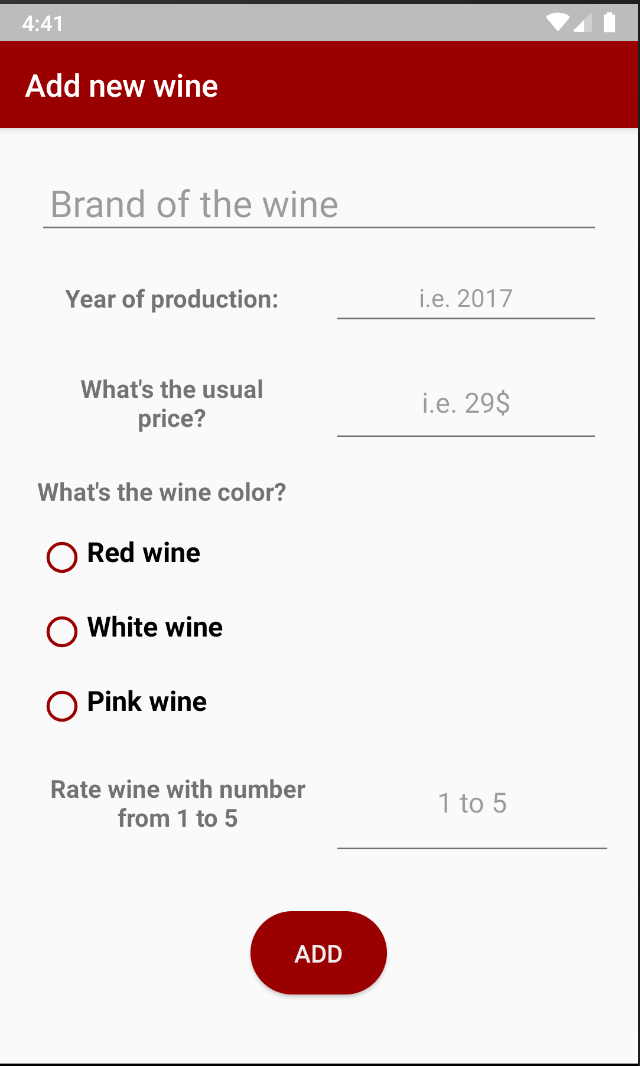 4:41
Add new wine
Brand of the wine
Year of production:
i.e. 2017
What's the usual
price?
i.e. 29$
What's the wine color?
Red wine
White wine
Pink wine
Rate wine with number
from 1 to 5
1 to 5
ADD